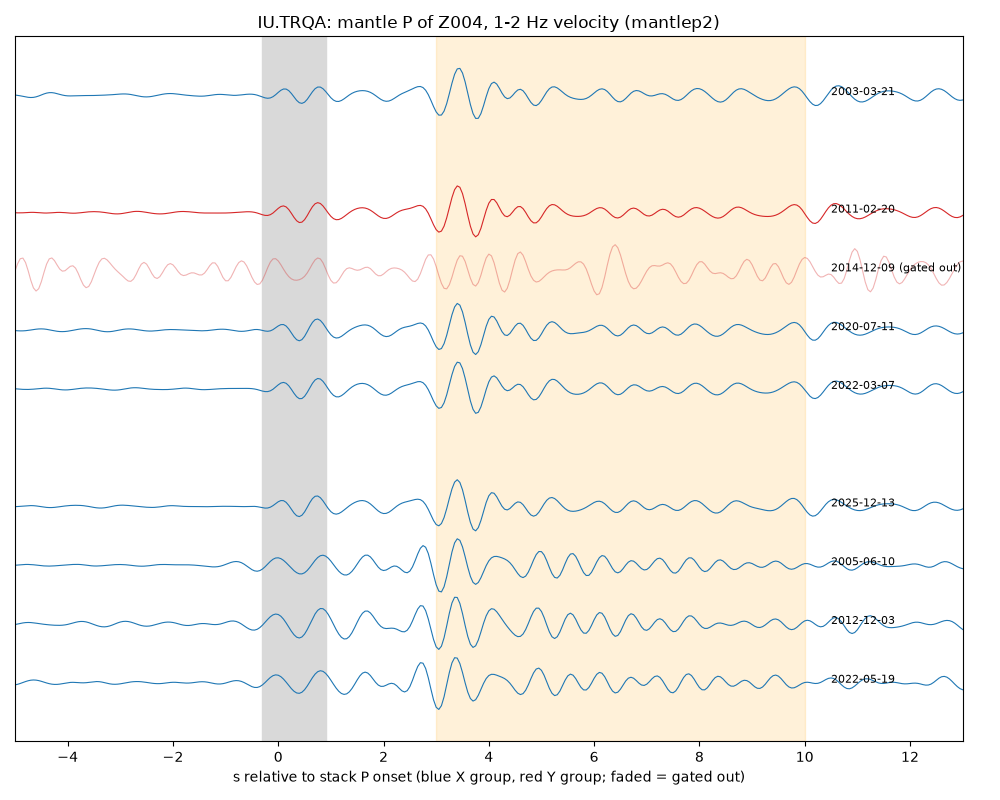 IU.TRQA: mantle P of Z004, 1-2 Hz velocity (mantlep2)
2003-03-21
2011-02-20
2014-12-09 (gated out)
2020-07-11
2022-03-07
2025-12-13
2005-06-10
2012-12-03
2022-05-19
−4 −2 0 2 4 6 8 10 12
s relative to stack P onset (blue X group, red Y group; faded = gated out)